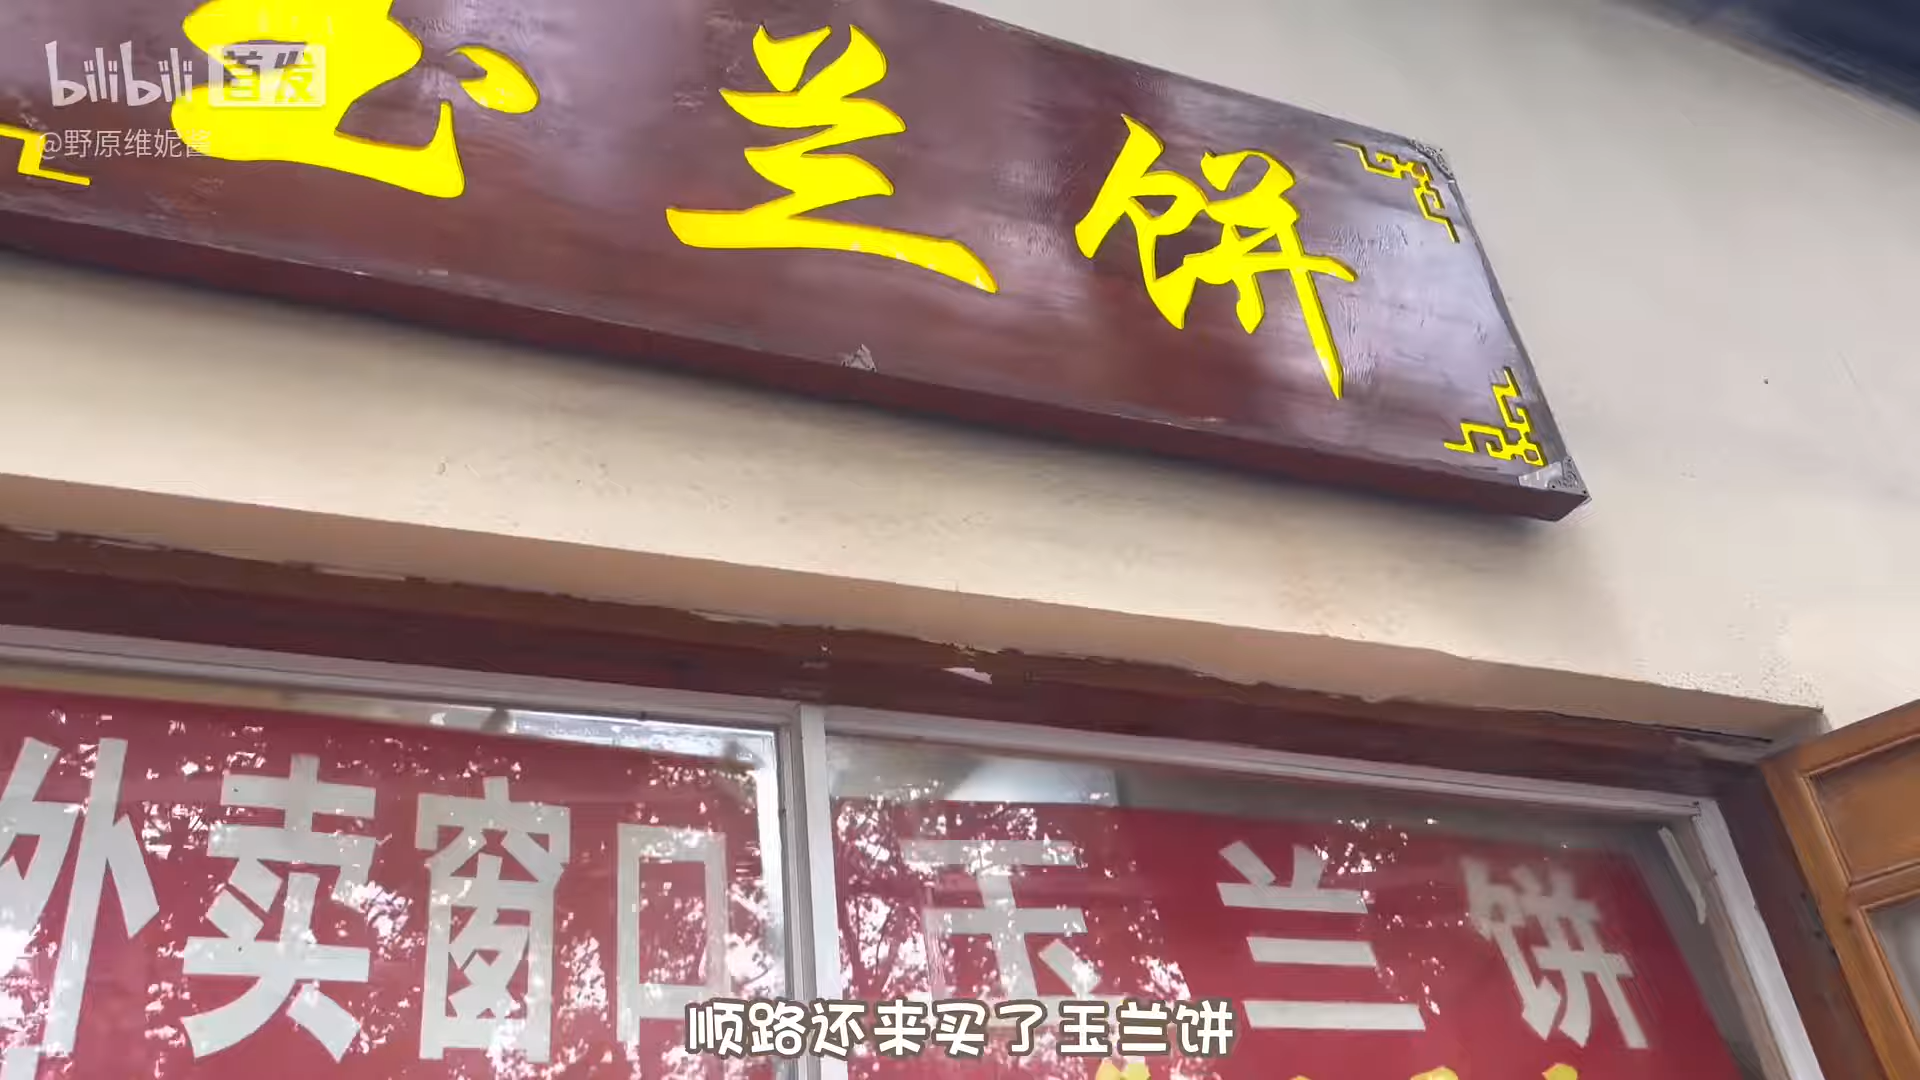 bilibili 首发
@野原维妮酱
玉兰饼
外卖窗口 玉兰饼
顺路还来买了玉兰饼